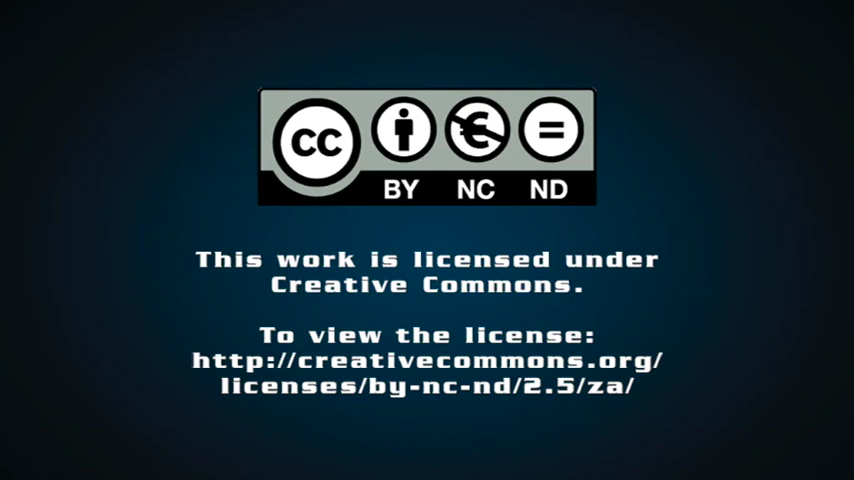 CC
BY NC ND
This work is licensed under
Creative Commons.
To view the license:
http://creativecommons.org/
licenses/by-nc-nd/2.5/za/